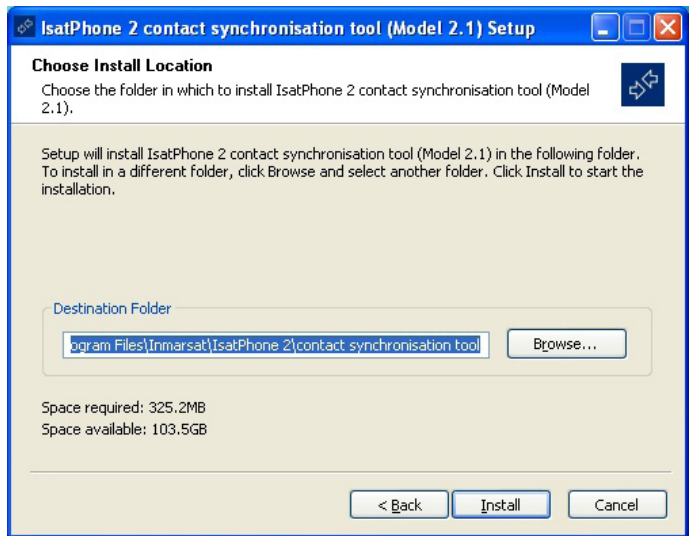 IsatPhone 2 contact synchronisation tool (Model 2.1) Setup
Choose Install Location
Choose the folder in which to install IsatPhone 2 contact synchronisation tool (Model
2.1).
Setup will install IsatPhone 2 contact synchronisation tool (Model 2.1) in the following folder.
To install in a different folder, click Browse and select another folder. Click Install to start the
installation.
Destination Folder
ogram Files\Inmarsat\IsatPhone 2\contact synchronisation tool
Browse...
Space required: 325.2MB
Space available: 103.5GB
< Back
Install
Cancel